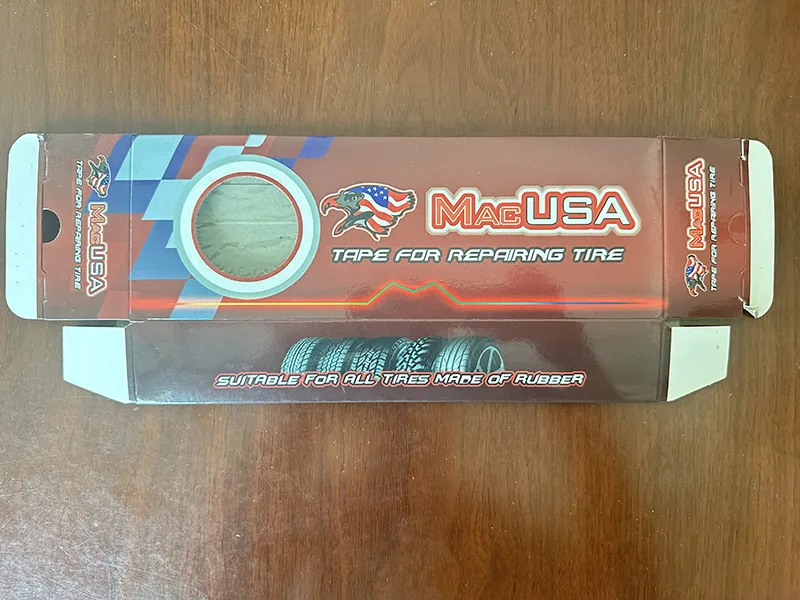 MacUSA
TAPE FOR REPAIRING TIRE
MacUSA
TAPE FOR REPAIRING TIRE
MacUSA
TAPE FOR REPAIRING TIRE
SUITABLE FOR ALL TIRES MADE OF RUBBER